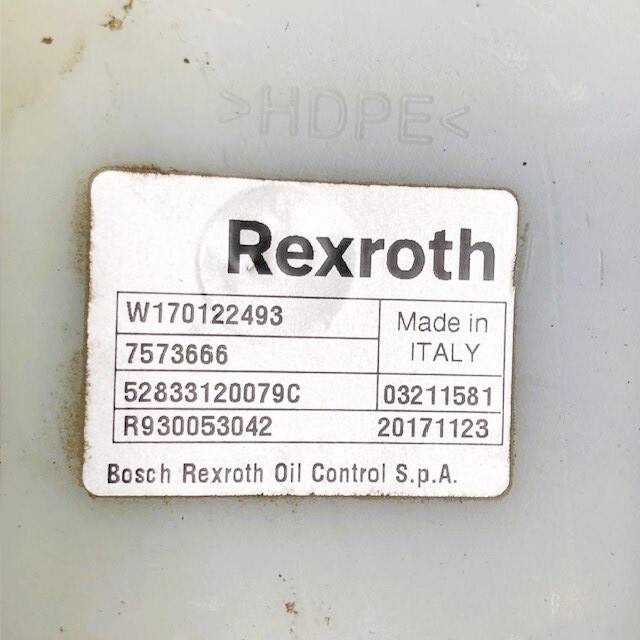 >HDPE<
Rexroth
W170122493
Made in
ITALY
7573666
52833120079C 03211581
R930053042 20171123
Bosch Rexroth Oil Control S.p.A.